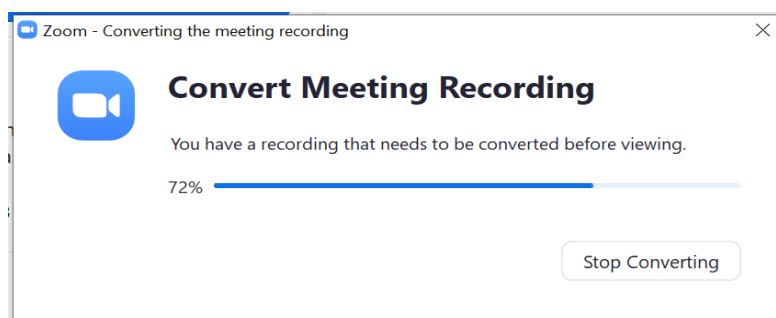 Zoom - Converting the meeting recording
Convert Meeting Recording
You have a recording that needs to be converted before viewing.
72%
Stop Converting